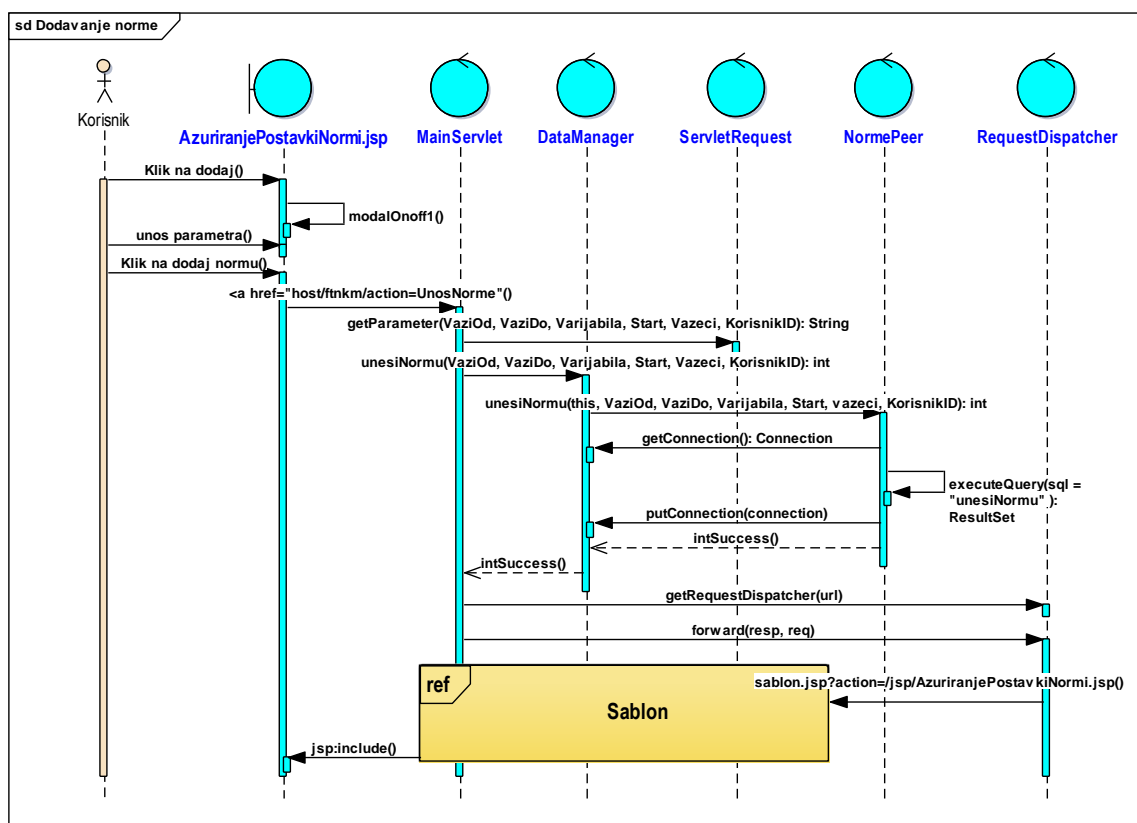 sd Dodavanje norme
Korisnik
AzuriranjePostavkiNormi.jsp
MainServlet
DataManager
ServletRequest
NormePeer
RequestDispatcher
Klik na dodaj()
modalOnoff1()
unos parametra()
Klik na dodaj normu()
<a href="host/ftnkm/action=UnosNorme"()
getParameter(VaziOd, VaziDo, Varijabila, Start, Vazeci, KorisnikID): String
unesiNormu(VaziOd, VaziDo, Varijabila, Start, Vazeci, KorisnikID): int
unesiNormu(this, VaziOd, VaziDo, Varijabila, Start, vazeci, KorisnikID): int
getConnection(): Connection
executeQuery(sql =
"unesiNormu" ):
ResultSet
putConnection(connection)
intSuccess()
intSuccess()
getRequestDispatcher(url)
forward(resp, req)
ref
Sablon
sablon.jsp?action=/jsp/AzuriranjePostavkiNormi.jsp()
jsp:include()